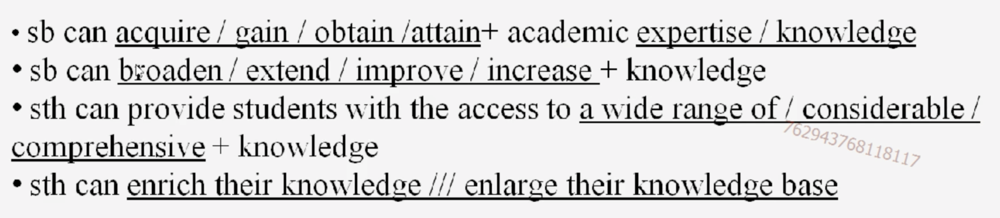 • sb can acquire / gain / obtain /attain+ academic expertise / knowledge
• sb can broaden / extend / improve / increase + knowledge
• sth can provide students with the access to a wide range of / considerable /
comprehensive + knowledge
762943768118117
• sth can enrich their knowledge /// enlarge their knowledge base